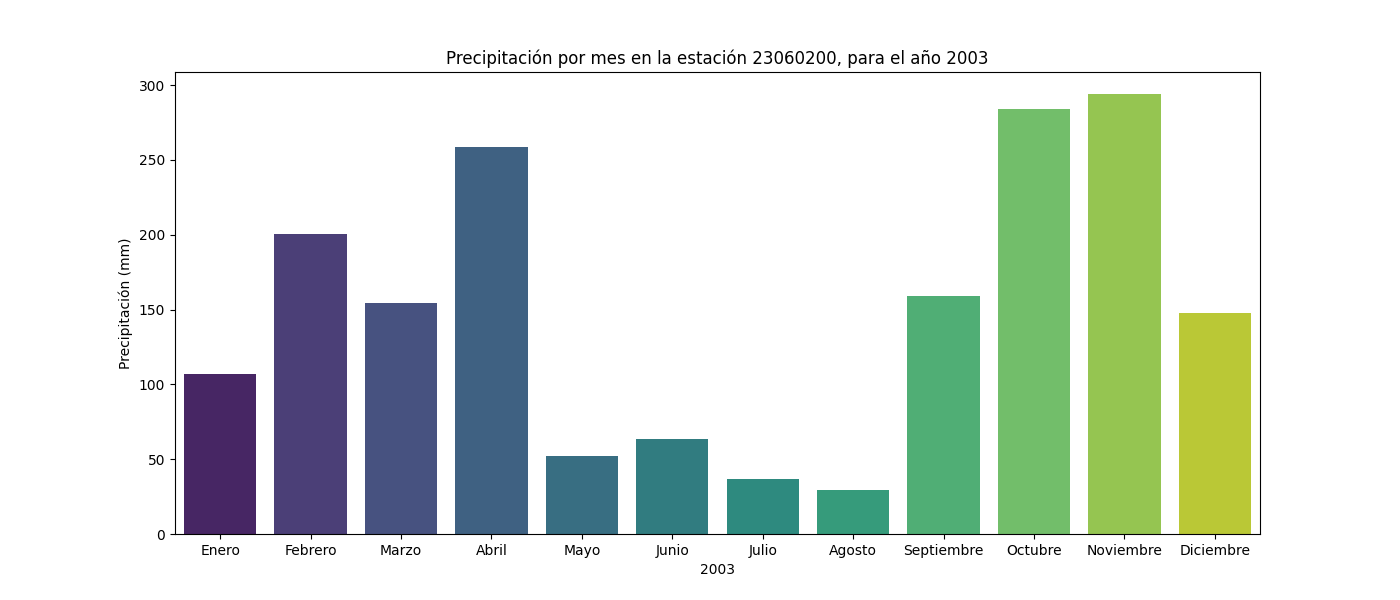 Precipitación por mes en la estación 23060200, para el año 2003
Precipitación (mm)
300
250
200
150
100
50
0
Enero Febrero Marzo Abril Mayo Junio Julio Agosto Septiembre Octubre Noviembre Diciembre
2003